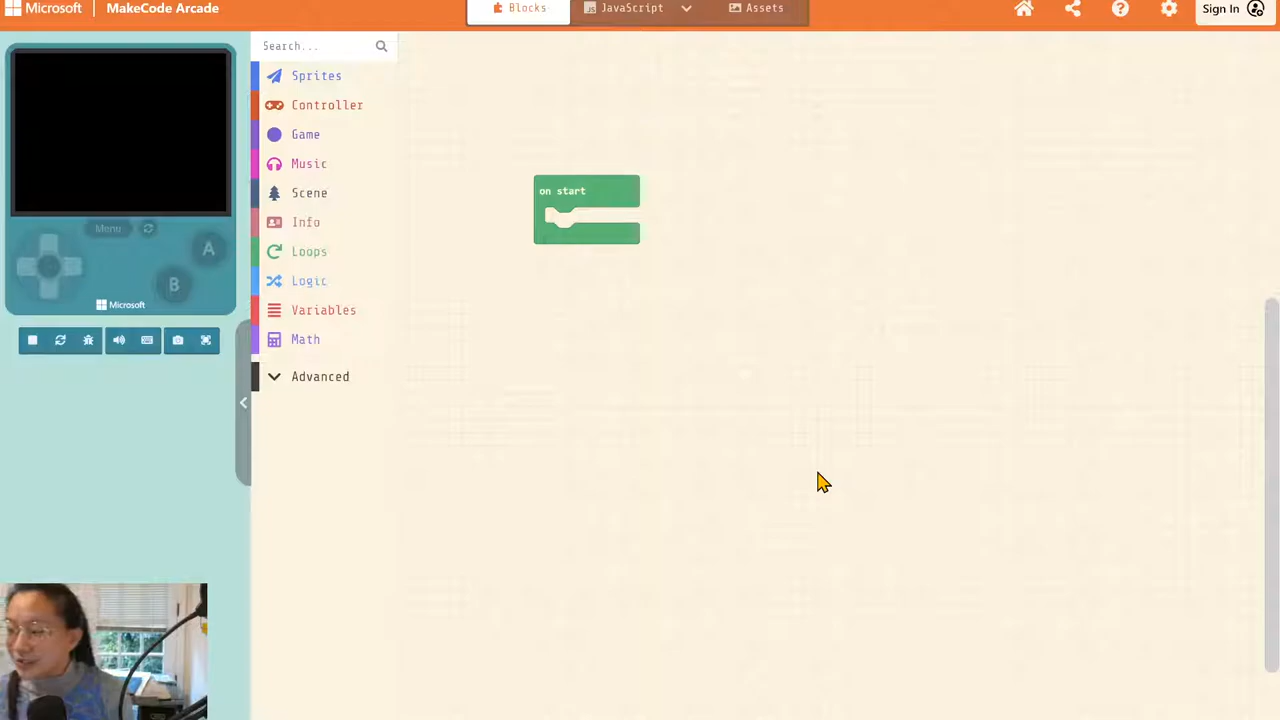 Microsoft | MakeCode Arcade
Blocks
JavaScript
Assets
Sign In
Search...
Sprites
Controller
Game
Music
Scene
Info
Loops
Logic
Variables
Math
Advanced
Menu
A
B
Microsoft
on start